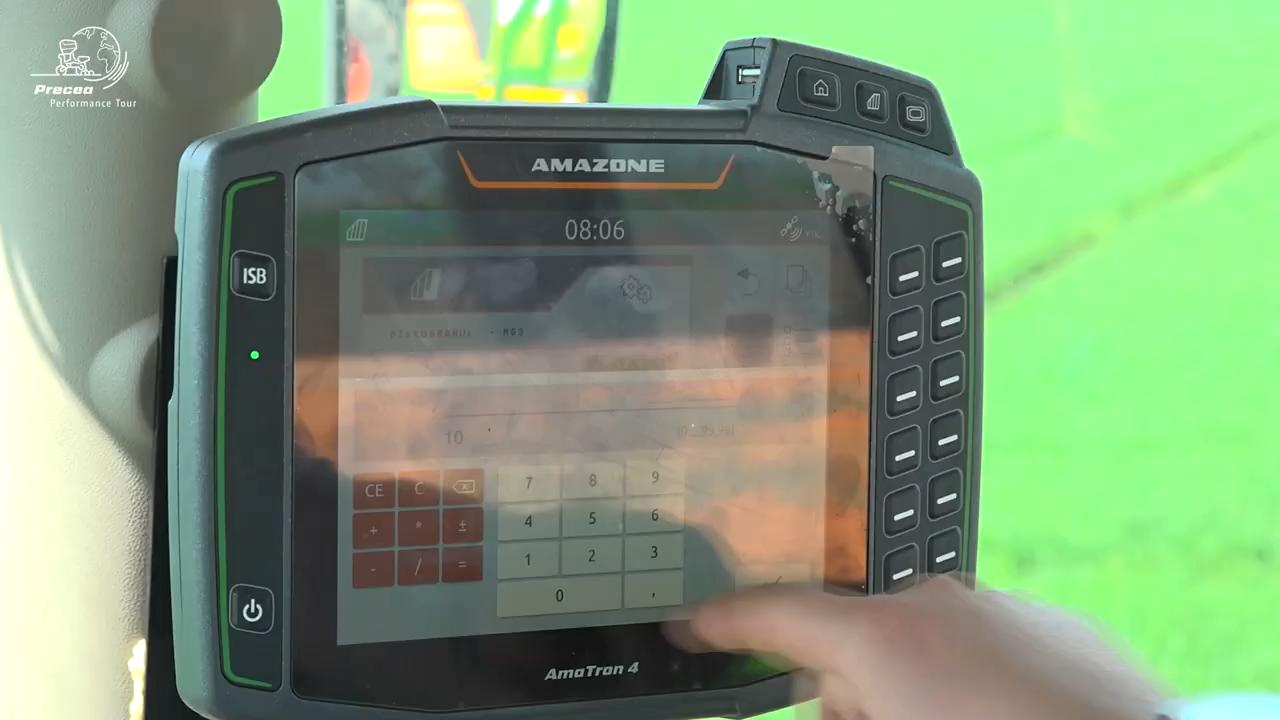 Precea
Performance Tour
AMAZONE
08:06
ISB
10
CE C
7 8 9
+ * ±
4 5 6
- / =
1 2 3
0 ,
AmaTron 4